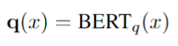 q(x) = BERT_q(x)